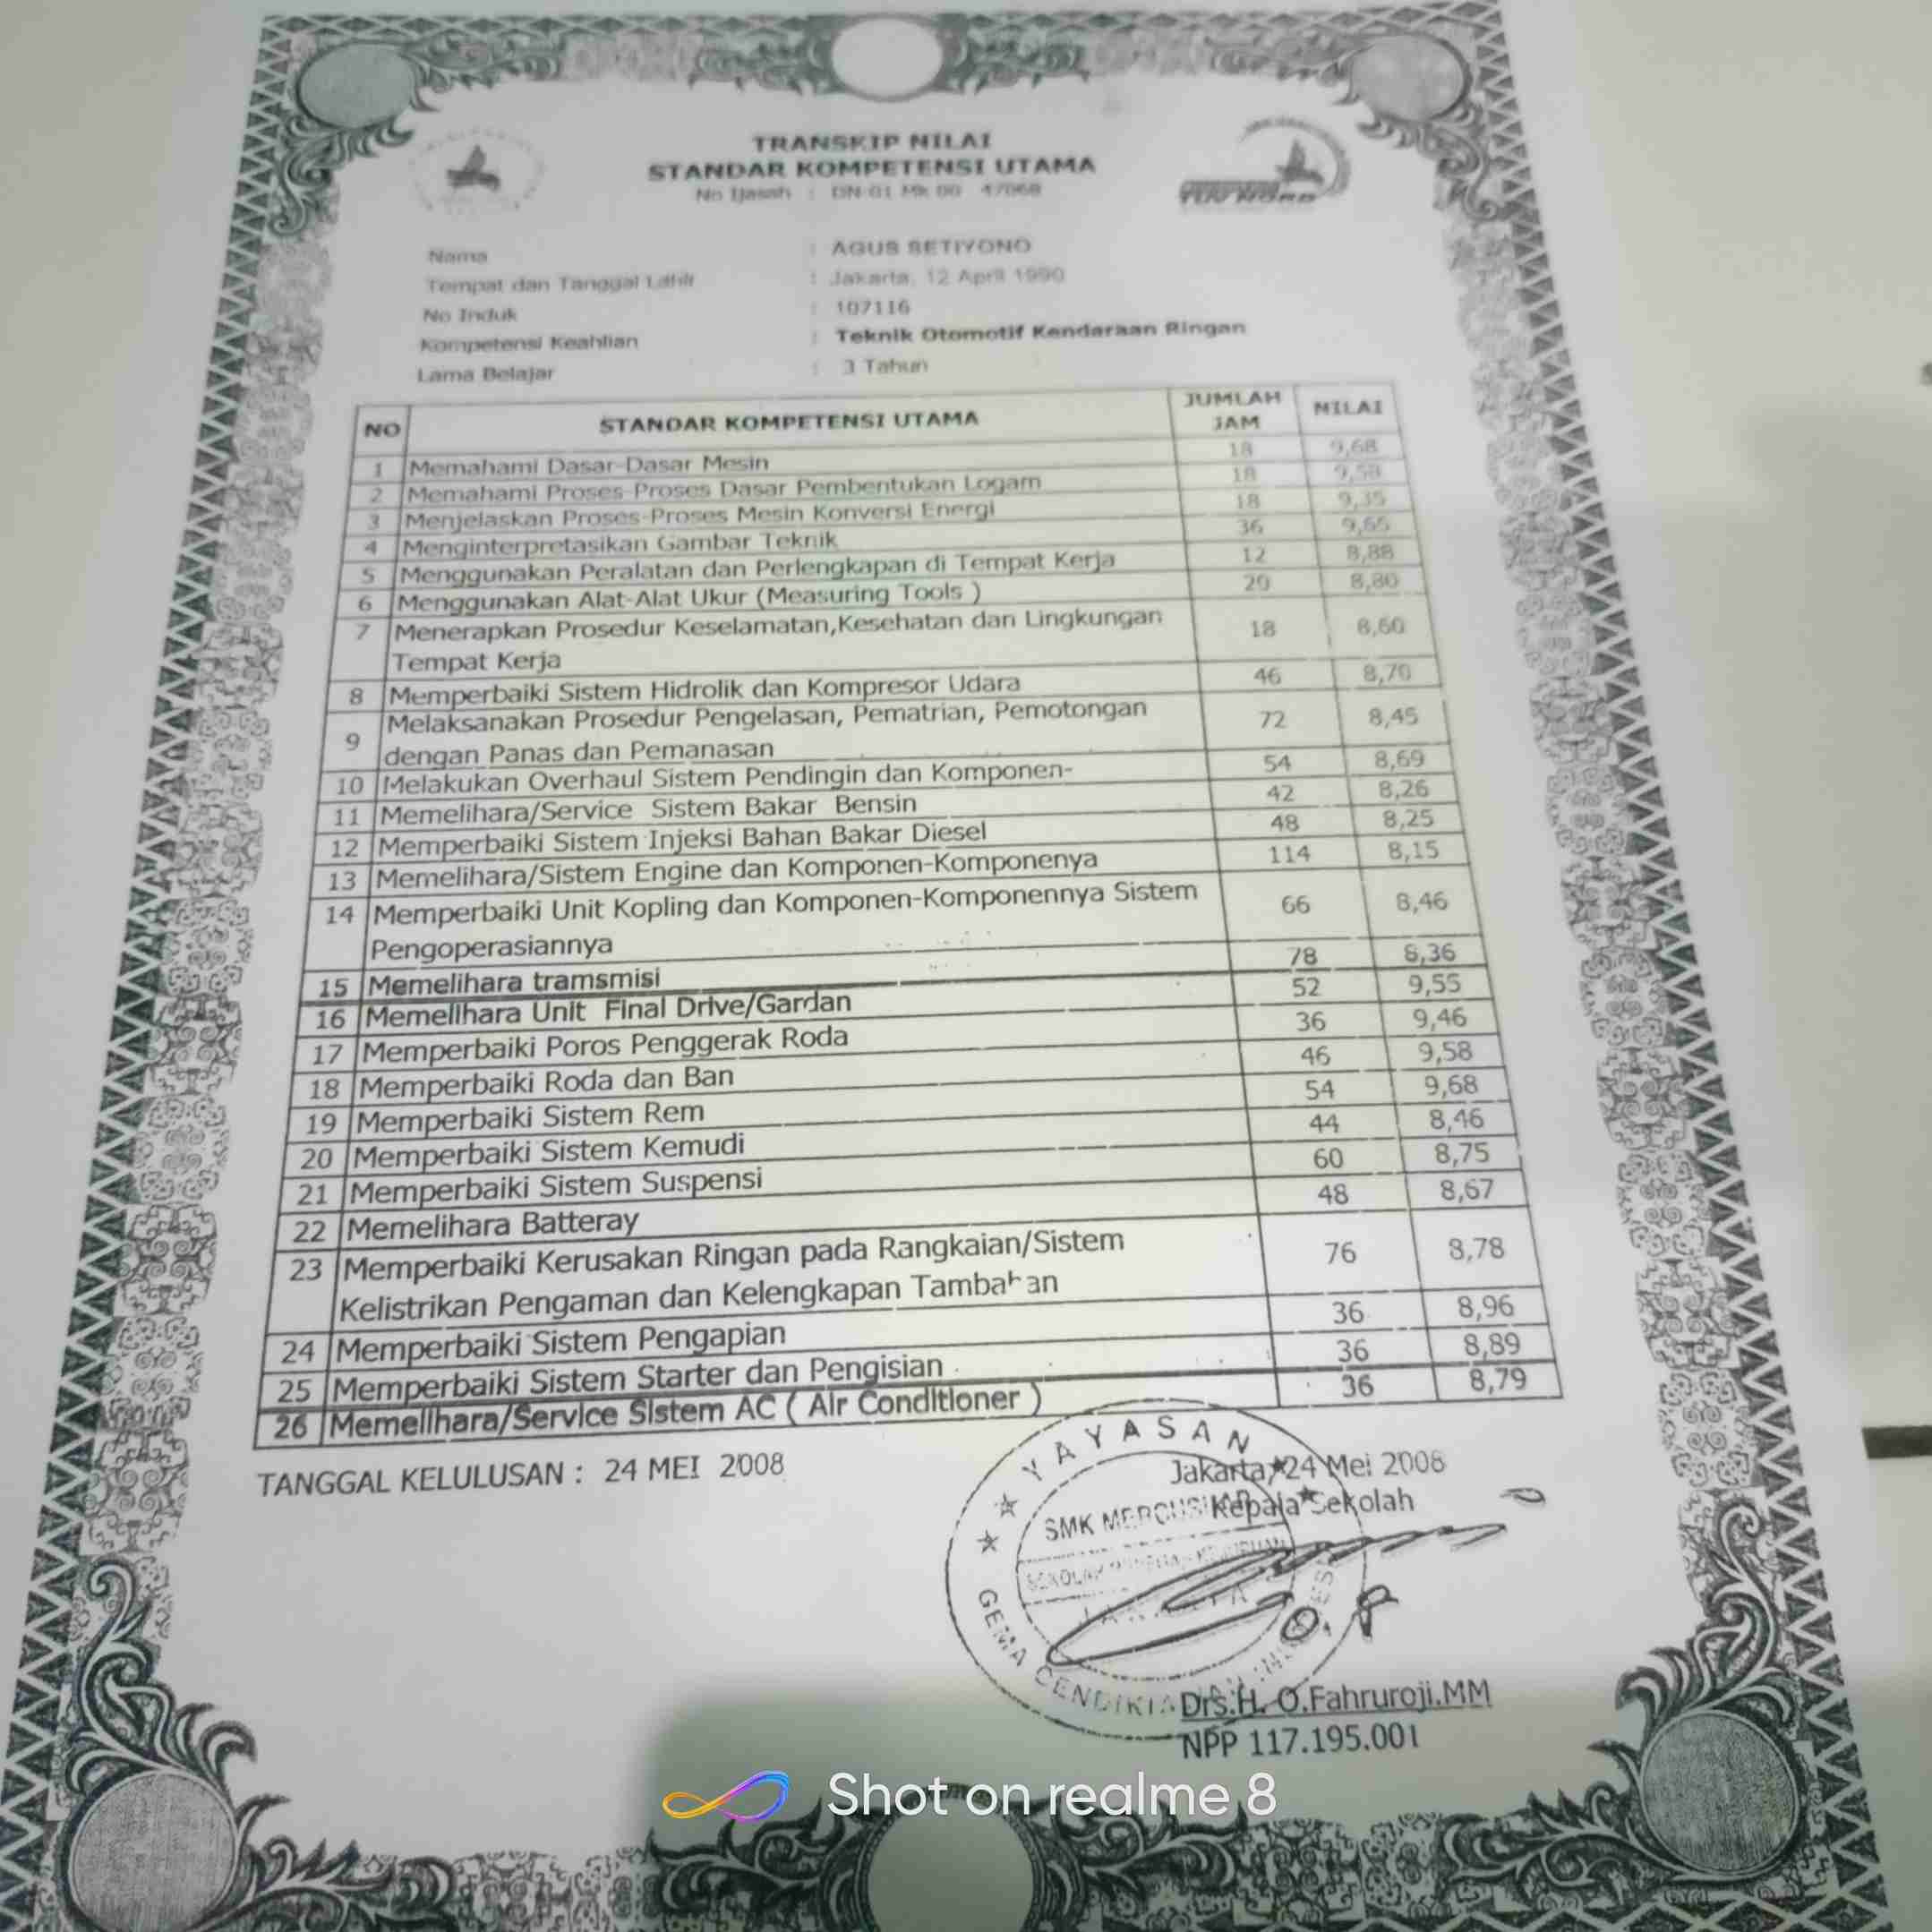 TRANSKIP NILAI
STANDAR KOMPETENSI UTAMA
No Ijasah : DN-01 Mk 00 47068
TUV NORD
Nama : AGUS SETIYONO
Tempat dan Tanggal Lahir : Jakarta, 12 April 1990
No Induk : 107116
Kompetensi Keahlian : Teknik Otomotif Kendaraan Ringan
Lama Belajar : 3 Tahun
NO STANDAR KOMPETENSI UTAMA JUMLAH JAM NILAI
1 Memahami Dasar-Dasar Mesin 18 9,68
2 Memahami Proses-Proses Dasar Pembentukan Logam 18 9,58
3 Menjelaskan Proses-Proses Mesin Konversi Energi 18 9,35
4 Menginterpretasikan Gambar Teknik 36 9,65
5 Menggunakan Peralatan dan Perlengkapan di Tempat Kerja 12 8,88
6 Menggunakan Alat-Alat Ukur (Measuring Tools ) 20 8,80
7 Menerapkan Prosedur Keselamatan,Kesehatan dan Lingkungan 18 8,60
Tempat Kerja
8 Memperbaiki Sistem Hidrolik dan Kompresor Udara 46 8,70
9 Melaksanakan Prosedur Pengelasan, Pematrian, Pemotongan 72 8,45
dengan Panas dan Pemanasan
10 Melakukan Overhaul Sistem Pendingin dan Komponen- 54 8,69
11 Memelihara/Service Sistem Bakar Bensin 42 8,26
12 Memperbaiki Sistem Injeksi Bahan Bakar Diesel 48 8,25
13 Memelihara/Sistem Engine dan Komponen-Komponenya 114 8,15
14 Memperbaiki Unit Kopling dan Komponen-Komponennya Sistem 66 8,46
Pengoperasiannya
15 Memelihara tramsmisi 78 8,36
16 Memelihara Unit Final Drive/Gardan 52 9,55
17 Memperbaiki Poros Penggerak Roda 36 9,46
18 Memperbaiki Roda dan Ban 46 9,58
19 Memperbaiki Sistem Rem 54 9,68
20 Memperbaiki Sistem Kemudi 44 8,46
21 Memperbaiki Sistem Suspensi 60 8,75
22 Memelihara Batteray 48 8,67
23 Memperbaiki Kerusakan Ringan pada Rangkaian/Sistem 76 8,78
Kelistrikan Pengaman dan Kelengkapan Tambahan
24 Memperbaiki Sistem Pengapian 36 8,96
25 Memperbaiki Sistem Starter dan Pengisian 36 8,89
26 Memelihara/Service Sistem AC ( Air Conditioner ) 36 8,79
TANGGAL KELULUSAN : 24 MEI 2008
Jakarta, 24 Mei 2008
Kepala Sekolah
YAYASAN
SMK MERCUSUAR
GEMA CENDIKIA
Drs.H. O.Fahruroji.MM
NPP 117.195.001
Shot on realme 8